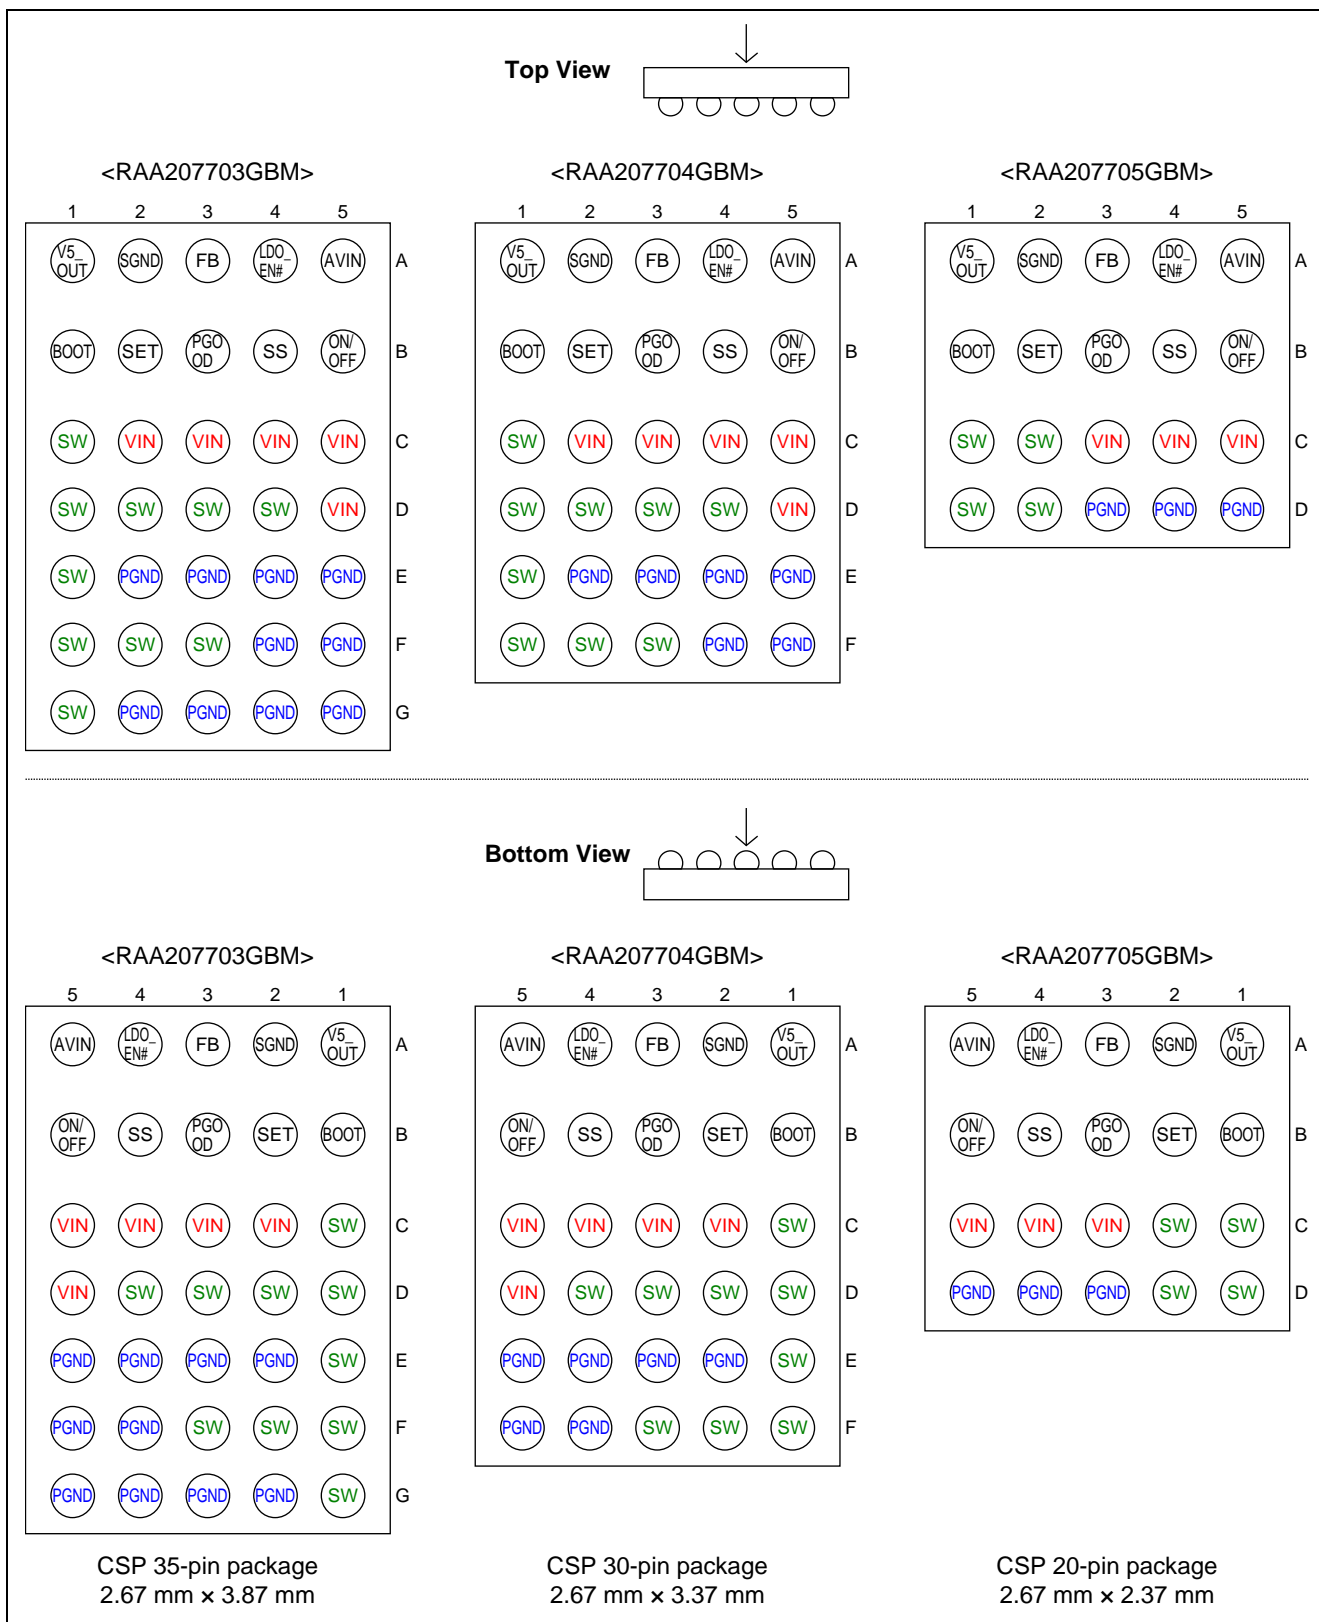 Top View
<RAA207703GBM> <RAA207704GBM> <RAA207705GBM>
1 2 3 4 5 1 2 3 4 5 1 2 3 4 5
V5_OUT SGND FB LDO_EN# AVIN A V5_OUT SGND FB LDO_EN# AVIN A V5_OUT SGND FB LDO_EN# AVIN A
BOOT SET PGOOD SS ON/OFF B BOOT SET PGOOD SS ON/OFF B BOOT SET PGOOD SS ON/OFF B
SW VIN VIN VIN VIN C SW VIN VIN VIN VIN C SW SW VIN VIN VIN C
SW SW SW SW VIN D SW SW SW SW VIN D SW SW PGND PGND PGND D
SW PGND PGND PGND PGND E SW PGND PGND PGND PGND E
SW SW SW PGND PGND F SW SW SW PGND PGND F
SW PGND PGND PGND PGND G
Bottom View
<RAA207703GBM> <RAA207704GBM> <RAA207705GBM>
5 4 3 2 1 5 4 3 2 1 5 4 3 2 1
AVIN LDO_EN# FB SGND V5_OUT A AVIN LDO_EN# FB SGND V5_OUT A AVIN LDO_EN# FB SGND V5_OUT A
ON/OFF SS PGOOD SET BOOT B ON/OFF SS PGOOD SET BOOT B ON/OFF SS PGOOD SET BOOT B
VIN VIN VIN VIN SW C VIN VIN VIN VIN SW C VIN VIN VIN SW SW C
VIN SW SW SW SW D VIN SW SW SW SW D PGND PGND PGND SW SW D
PGND PGND PGND PGND SW E PGND PGND PGND PGND SW E
PGND PGND SW SW SW F PGND PGND SW SW SW F
PGND PGND PGND PGND SW G
CSP 35-pin package CSP 30-pin package CSP 20-pin package
2.67 mm × 3.87 mm 2.67 mm × 3.37 mm 2.67 mm × 2.37 mm